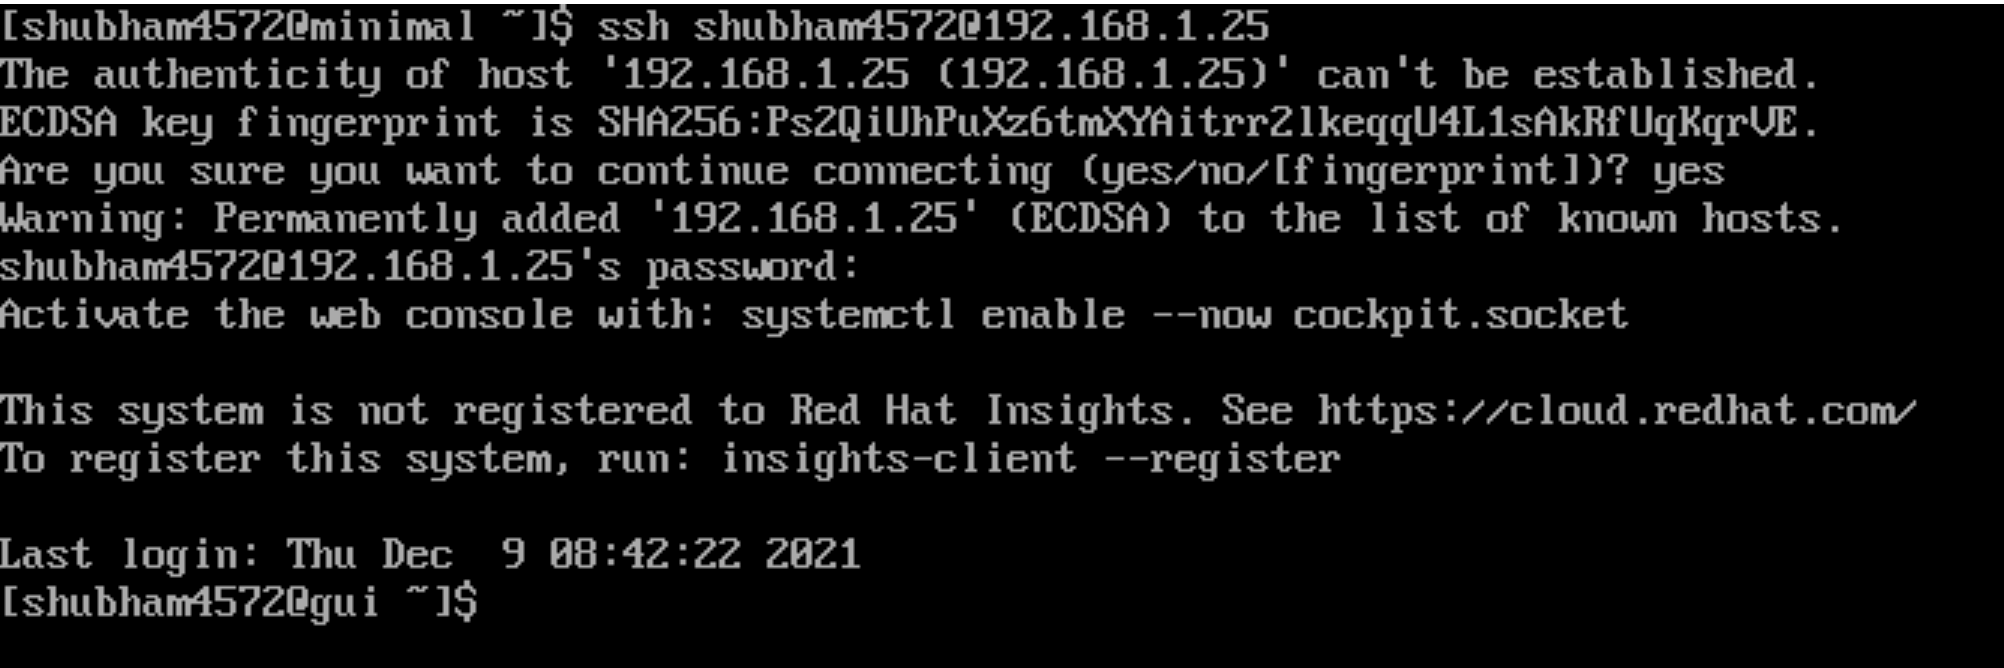 [shubham4572@minimal ~]$ ssh shubham4572@192.168.1.25
The authenticity of host '192.168.1.25 (192.168.1.25)' can't be established.
ECDSA key fingerprint is SHA256:Ps2QiUhPuXz6tmXYAitrr2lkeqqU4L1sAkRfUqKqrVE.
Are you sure you want to continue connecting (yes/no/[fingerprint])? yes
Warning: Permanently added '192.168.1.25' (ECDSA) to the list of known hosts.
shubham4572@192.168.1.25's password:
Activate the web console with: systemctl enable --now cockpit.socket
This system is not registered to Red Hat Insights. See https://cloud.redhat.com/
To register this system, run: insights-client --register
Last login: Thu Dec  9 08:42:22 2021
[shubham4572@gui ~]$